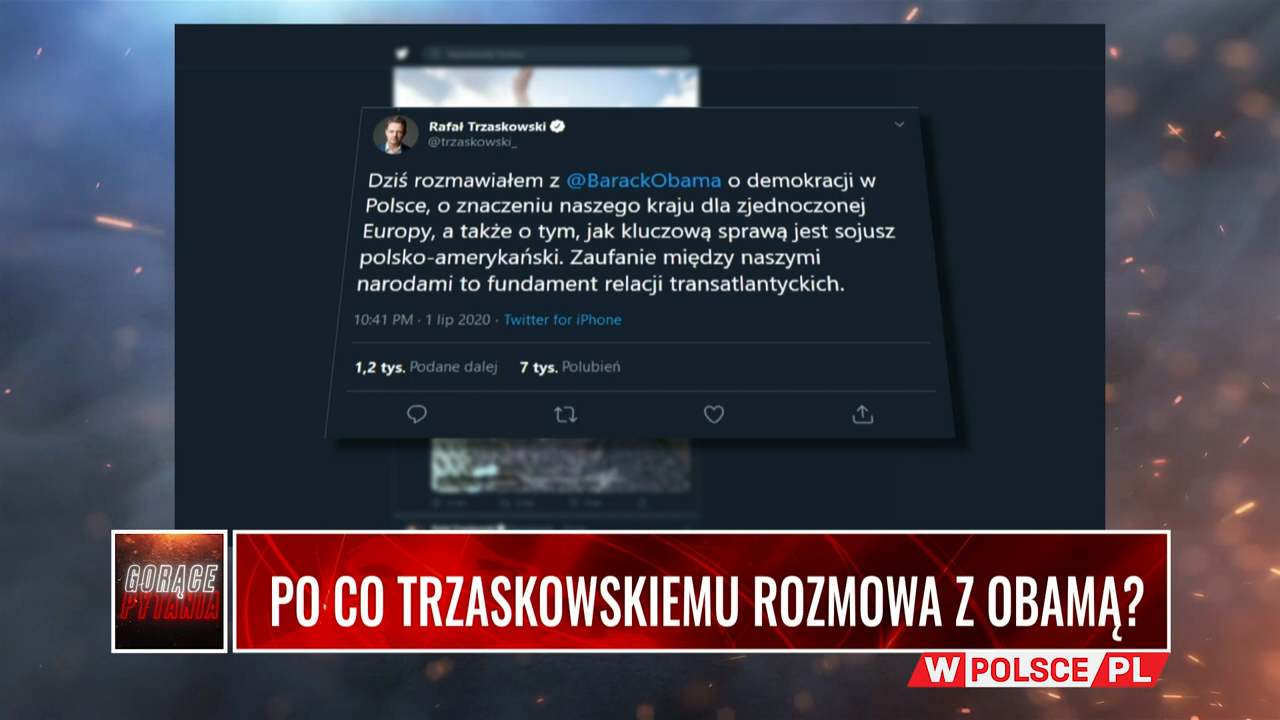 Rafał Trzaskowski
@trzaskowski_
Dziś rozmawiałem z @BarackObama o demokracji w
Polsce, o znaczeniu naszego kraju dla zjednoczonej
Europy, a także o tym, jak kluczową sprawą jest sojusz
polsko-amerykański. Zaufanie między naszymi
narodami to fundament relacji transatlantyckich.
10:41 PM · 1 lip 2020 · Twitter for iPhone
1,2 tys. Podane dalej 7 tys. Polubień
GORĄCE
PYTANIA
PO CO TRZASKOWSKIEMU ROZMOWA Z OBAMĄ?
WPOLSCE/PL